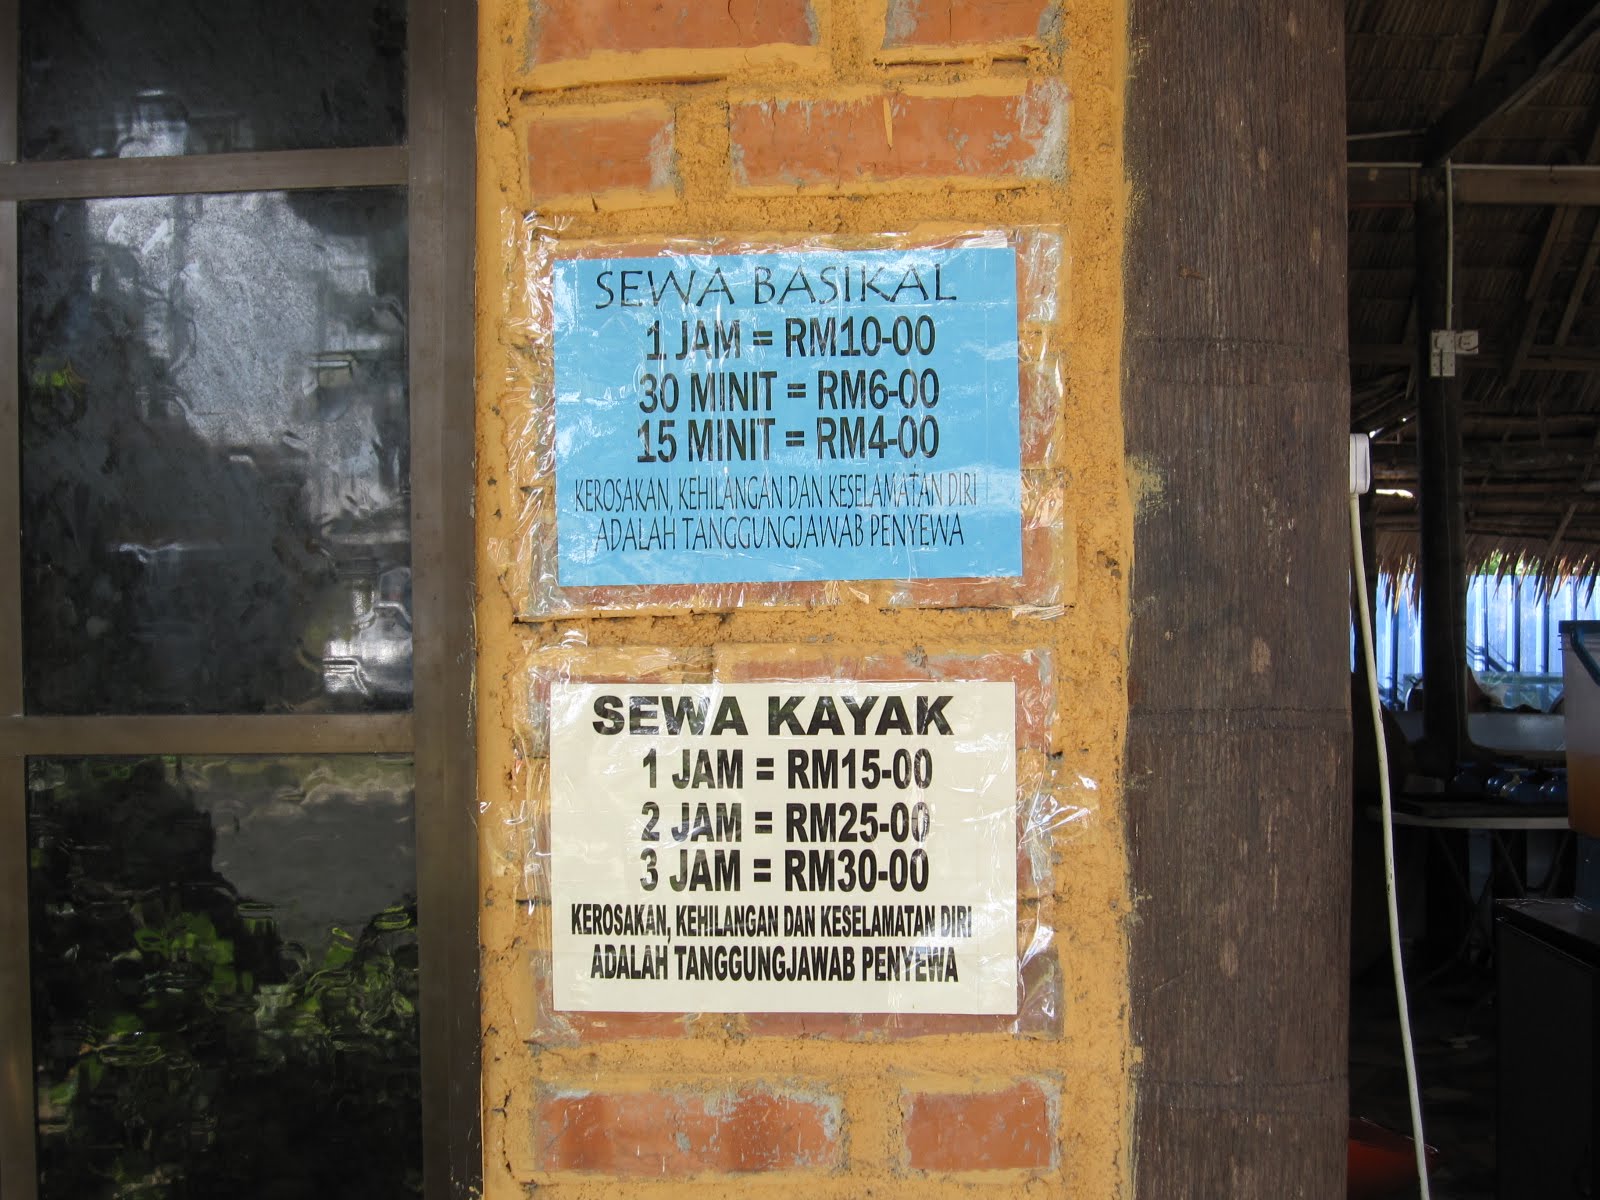 SEWA BASIKAL
1 JAM = RM10-00
30 MINIT = RM6-00
15 MINIT = RM4-00
KEROSAKAN, KEHILANGAN DAN KESELAMATAN DIRI
ADALAH TANGGUNGJAWAB PENYEWA
SEWA KAYAK
1 JAM = RM15-00
2 JAM = RM25-00
3 JAM = RM30-00
KEROSAKAN, KEHILANGAN DAN KESELAMATAN DIRI
ADALAH TANGGUNGJAWAB PENYEWA